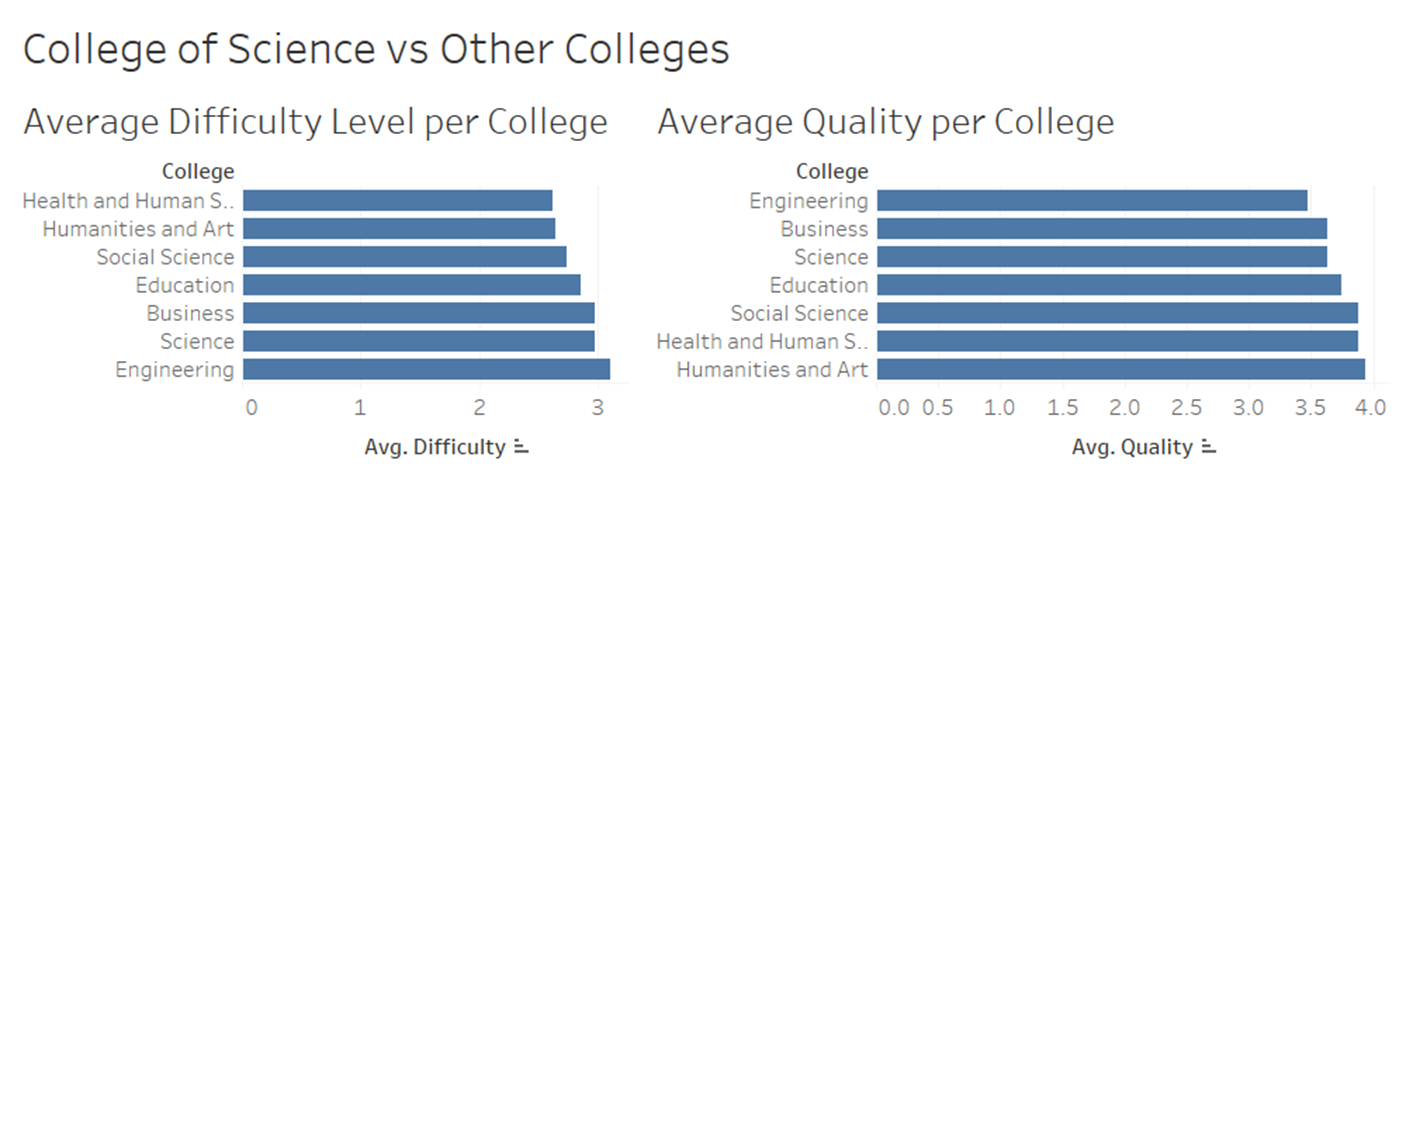 College of Science vs Other Colleges
Average Difficulty Level per College
College
Health and Human S..
Humanities and Art
Social Science
Education
Business
Science
Engineering
0 1 2 3
Avg. Difficulty
Average Quality per College
College
Engineering
Business
Science
Education
Social Science
Health and Human S..
Humanities and Art
0.0 0.5 1.0 1.5 2.0 2.5 3.0 3.5 4.0
Avg. Quality